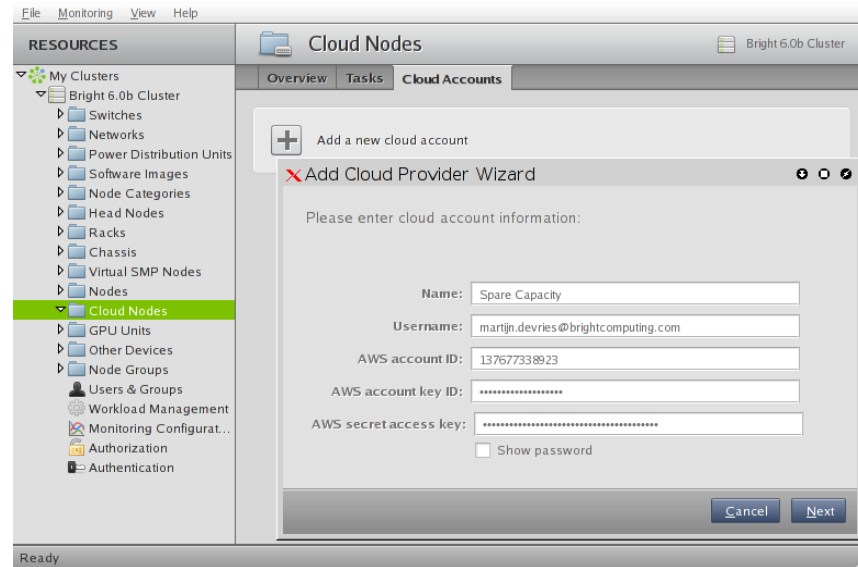 File Monitoring View Help
RESOURCES
My Clusters
Bright 6.0b Cluster
Switches
Networks
Power Distribution Units
Software Images
Node Categories
Head Nodes
Racks
Chassis
Virtual SMP Nodes
Nodes
Cloud Nodes
GPU Units
Other Devices
Node Groups
Users & Groups
Workload Management
Monitoring Configurat...
Authorization
Authentication
Cloud Nodes
Bright 6.0b Cluster
Overview Tasks Cloud Accounts
Add a new cloud account
Add Cloud Provider Wizard
Please enter cloud account information:
Name: Spare Capacity
Username: martijn.devries@brightcomputing.com
AWS account ID: 137677338923
AWS account key ID: •••••••••••••••••••
AWS secret access key: ••••••••••••••••••••••••••••••••••••••••
Show password
Cancel Next
Ready